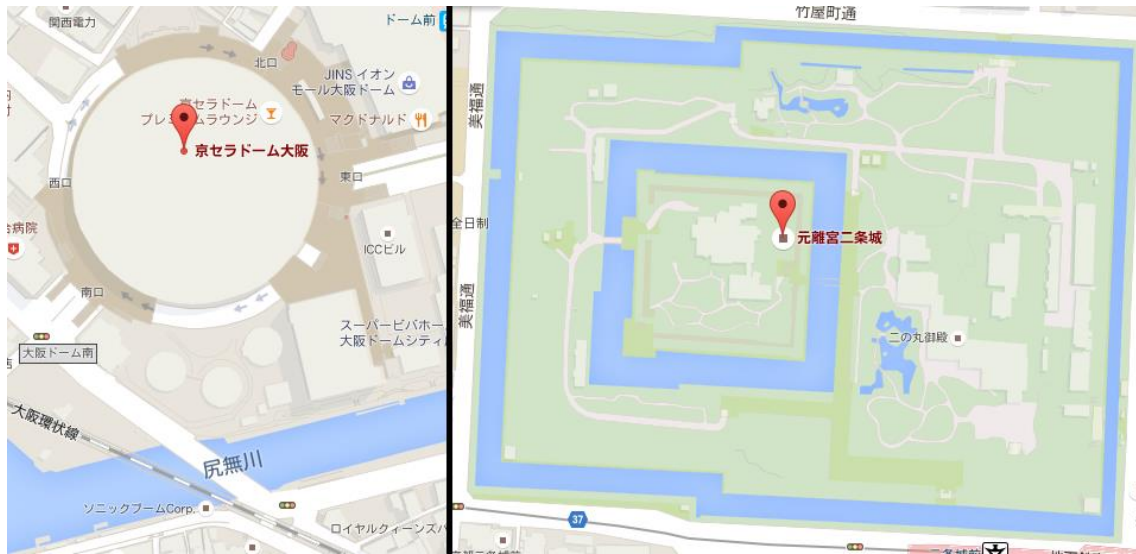 関西電力
ドーム前
北口
JINS イオン
モール大阪ドーム
京セラドーム
プレミアムラウンジ
マクドナルド
京セラドーム大阪
西口
東口
合病院
ICCビル
南口
スーパービバホー
大阪ドームシティ
大阪ドーム南
大阪環状線
尻無川
ソニックブームCorp.
ロイヤルクィーンズ
竹屋町通
美福通
全日制
元離宮二条城
美福通
二の丸御殿
37
二条城前